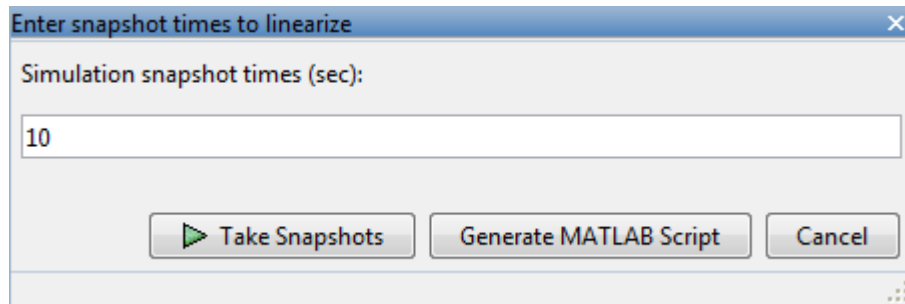 Enter snapshot times to linearize
Simulation snapshot times (sec):
10
Take Snapshots Generate MATLAB Script Cancel